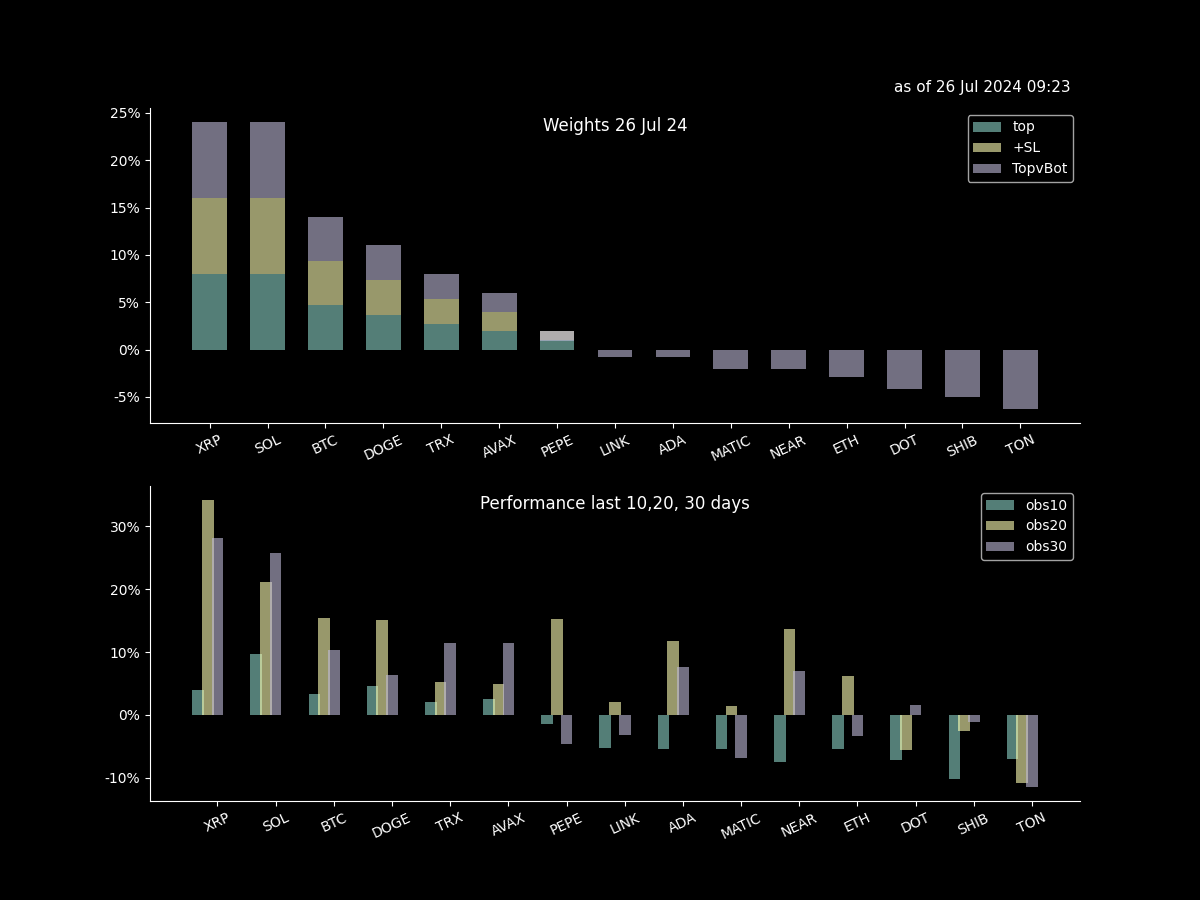 as of 26 Jul 2024 09:23
Weights 26 Jul 24
25%
20%
15%
10%
5%
0%
-5%
top
+SL
TopvBot
XRP SOL BTC DOGE TRX AVAX PEPE LINK ADA MATIC NEAR ETH DOT SHIB TON
Performance last 10,20, 30 days
30%
20%
10%
0%
-10%
obs10
obs20
obs30
XRP SOL BTC DOGE TRX AVAX PEPE LINK ADA MATIC NEAR ETH DOT SHIB TON